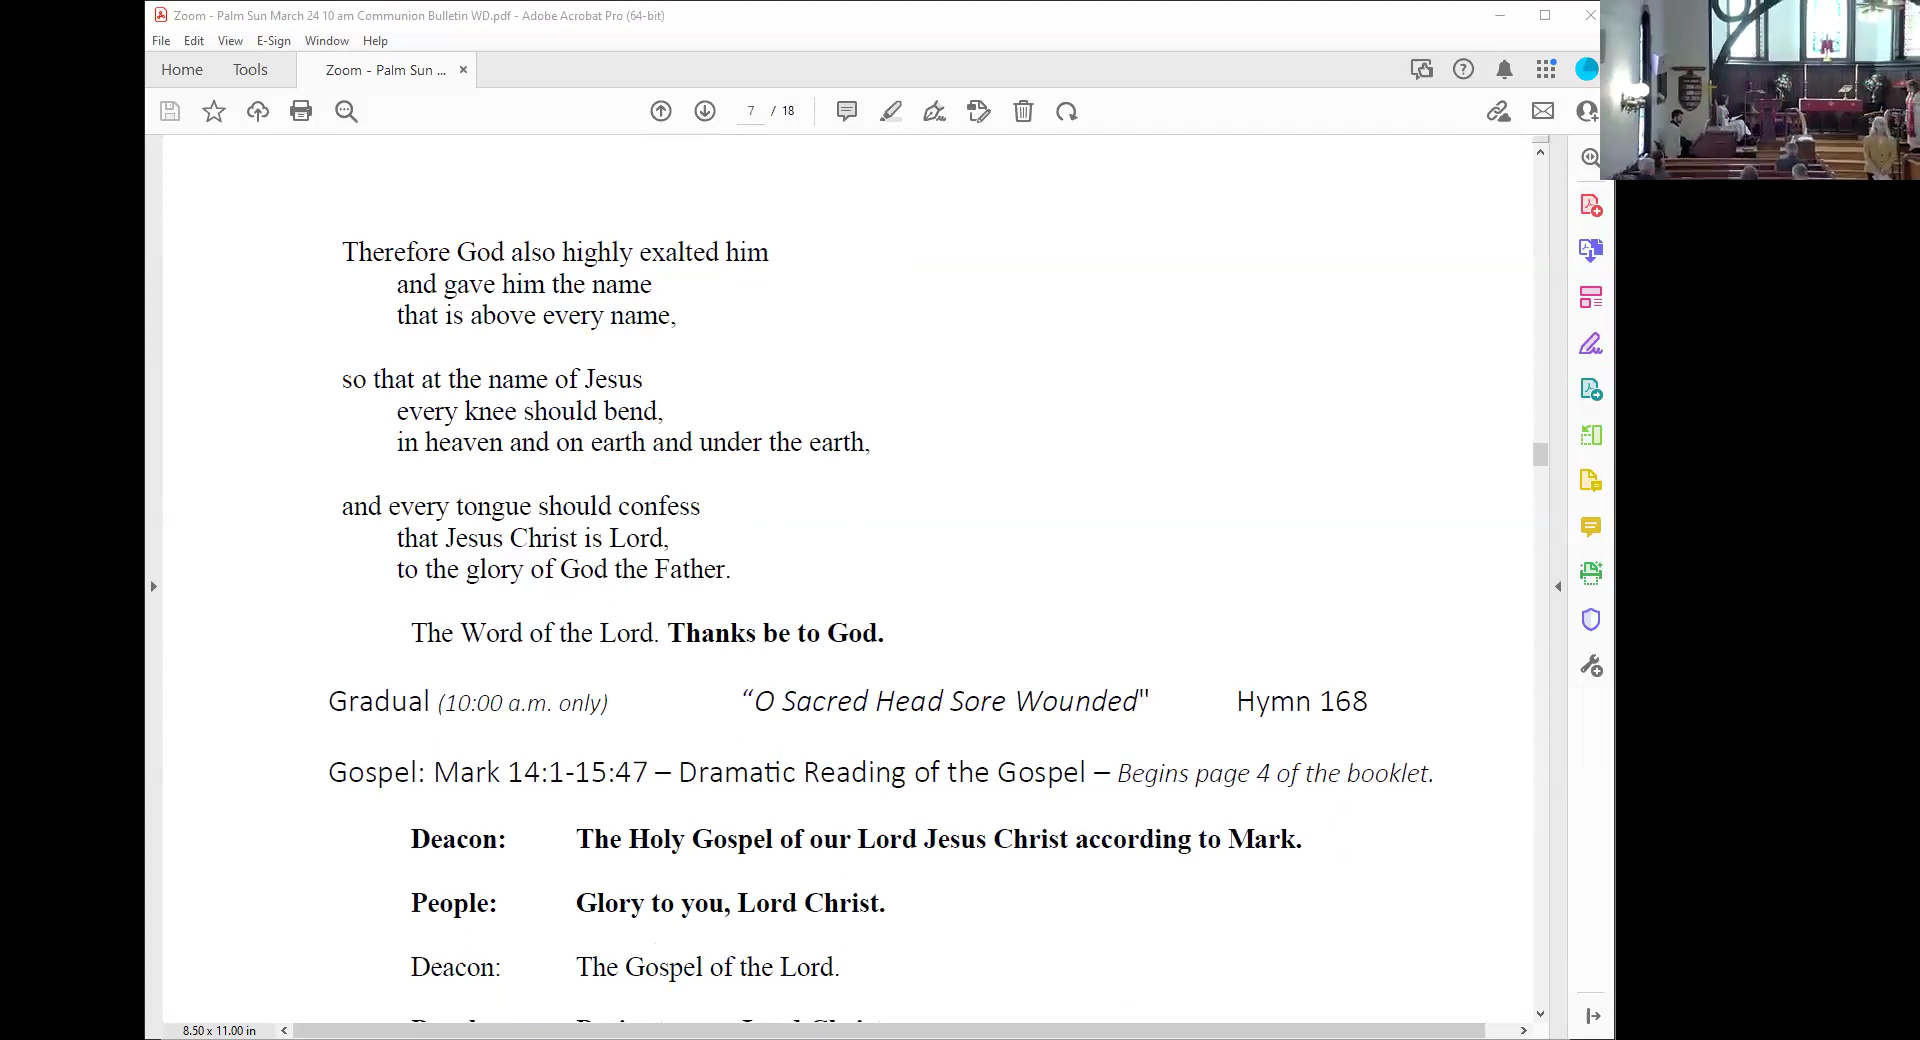 Zoom - Palm Sun March 24 10 am Communion Bulletin WD.pdf - Adobe Acrobat Pro (64-bit)
File Edit View E-Sign Window Help
Home Tools Zoom - Palm Sun ... ×
7 / 18
Therefore God also highly exalted him
and gave him the name
that is above every name,
so that at the name of Jesus
every knee should bend,
in heaven and on earth and under the earth,
and every tongue should confess
that Jesus Christ is Lord,
to the glory of God the Father.
The Word of the Lord. Thanks be to God.
Gradual (10:00 a.m. only) “O Sacred Head Sore Wounded" Hymn 168
Gospel: Mark 14:1-15:47 – Dramatic Reading of the Gospel – Begins page 4 of the booklet.
Deacon: The Holy Gospel of our Lord Jesus Christ according to Mark.
People: Glory to you, Lord Christ.
Deacon: The Gospel of the Lord.
8.50 x 11.00 in